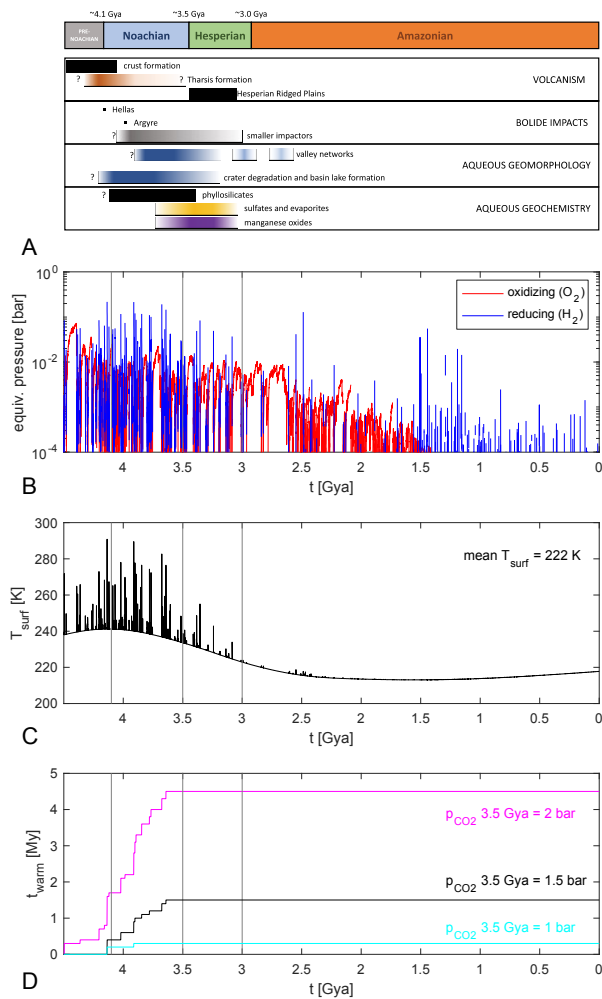 ~4.1 Gya
~3.5 Gya
~3.0 Gya
PRE-
NOACHIAN
Noachian
Hesperian
Amazonian
crust formation
?
?
Tharsis formation
Hesperian Ridged Plains
VOLCANISM
Hellas
Argyre
?
smaller impactors
BOLIDE IMPACTS
?
valley networks
AQUEOUS GEOMORPHOLOGY
?
crater degradation and basin lake formation
?
phyllosilicates
sulfates and evaporites
AQUEOUS GEOCHEMISTRY
manganese oxides
A
10^0
10^-2
10^-4
equiv. pressure [bar]
oxidizing (O_2)
reducing (H_2)
4 3.5 3 2.5 2 1.5 1 0.5 0
t [Gya]
B
300
280
260
240
220
200
T_surf [K]
mean T_surf = 222 K
4 3.5 3 2.5 2 1.5 1 0.5 0
t [Gya]
C
5
4
3
2
1
0
t_warm [My]
p_CO2 3.5 Gya = 2 bar
p_CO2 3.5 Gya = 1.5 bar
p_CO2 3.5 Gya = 1 bar
4 3.5 3 2.5 2 1.5 1 0.5 0
t [Gya]
D